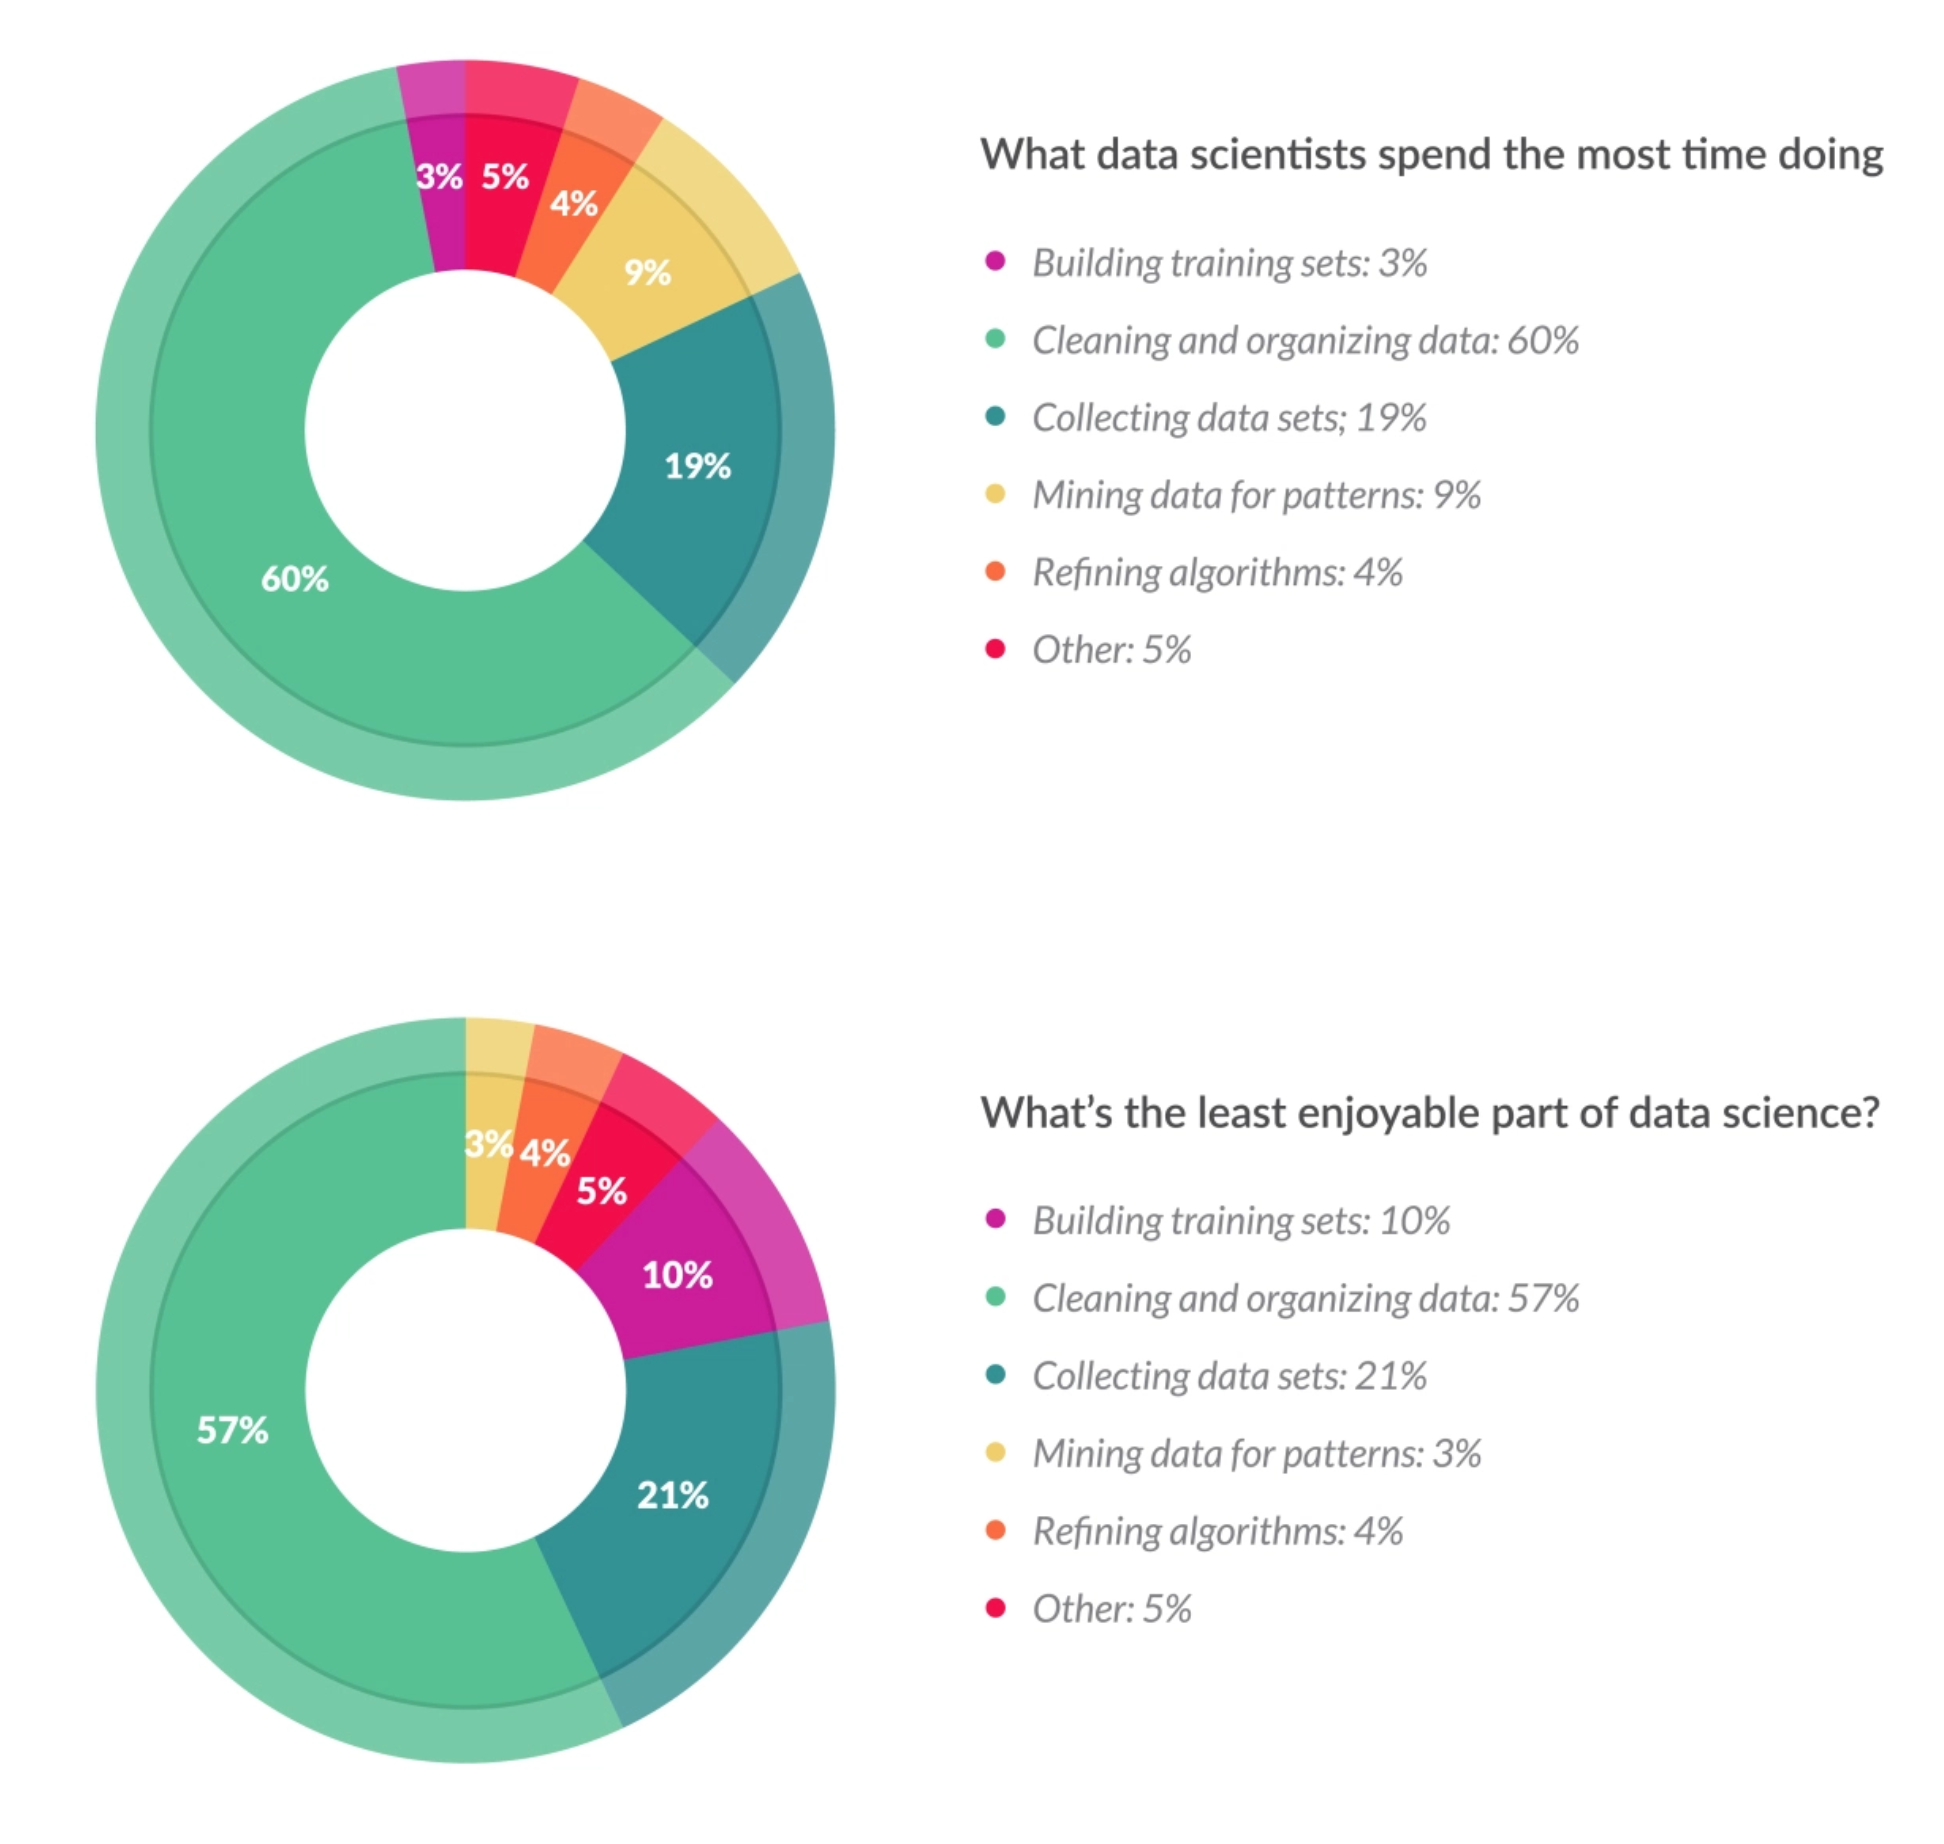 3%
5%
4%
9%
19%
60%
What data scientists spend the most time doing
Building training sets: 3%
Cleaning and organizing data: 60%
Collecting data sets; 19%
Mining data for patterns: 9%
Refining algorithms: 4%
Other: 5%
3%
4%
5%
10%
21%
57%
What’s the least enjoyable part of data science?
Building training sets: 10%
Cleaning and organizing data: 57%
Collecting data sets: 21%
Mining data for patterns: 3%
Refining algorithms: 4%
Other: 5%